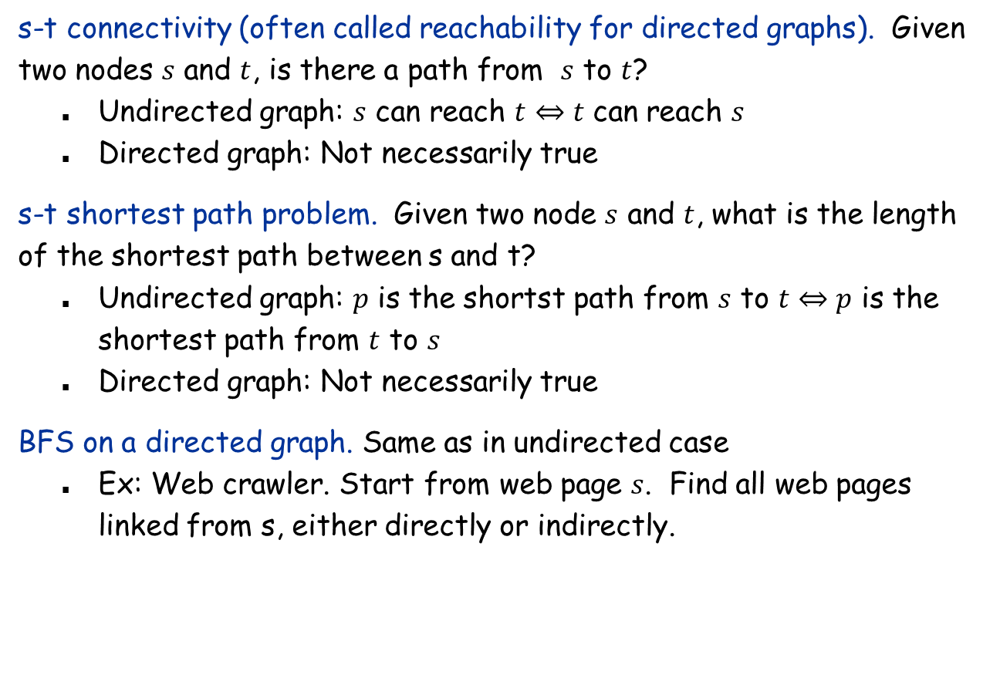 s-t connectivity (often called reachability for directed graphs). Given
two nodes s and t, is there a path from s to t?
▪ Undirected graph: s can reach t ⇔ t can reach s
▪ Directed graph: Not necessarily true
s-t shortest path problem. Given two node s and t, what is the length
of the shortest path between s and t?
▪ Undirected graph: p is the shortst path from s to t ⇔ p is the
shortest path from t to s
▪ Directed graph: Not necessarily true
BFS on a directed graph. Same as in undirected case
▪ Ex: Web crawler. Start from web page s. Find all web pages
linked from s, either directly or indirectly.